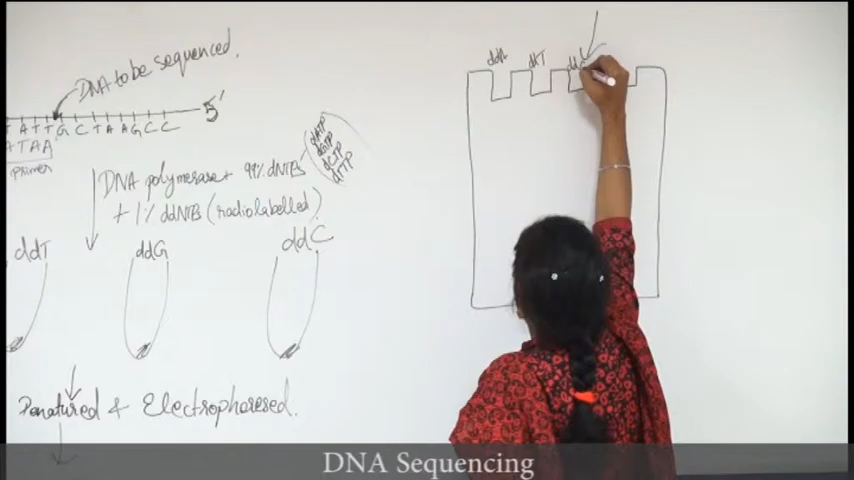 DNA to be sequenced.
T A T T G C T A A G C C 5'
ATAA
primer
DNA polymerase + 99% dNTPs
dATP
dGTP
dCTP
dTTP
+ 1% ddNTPs (radiolabelled)
ddT ddG ddC
Denatured & Electrophoresed.
ddA ddT dd
DNA Sequencing